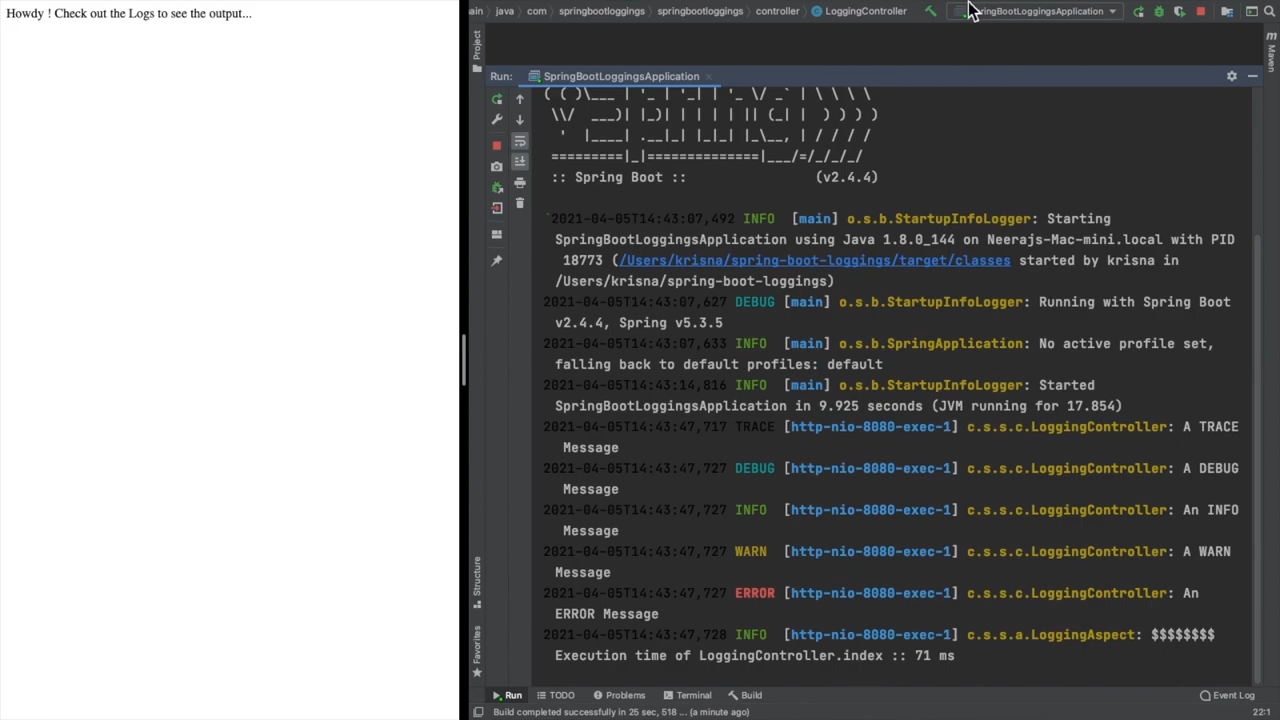 Howdy ! Check out the Logs to see the output...
ain › java › com › springbootloggings › springbootloggings › controller › LoggingController
pringBootLoggingsApplication
Project
Maven
Run: SpringBootLoggingsApplication ×
( ( )\___ | '_ | '_| | '_ \/ _` | \ \ \ \
\\/  ___)| |_)| | | | | || (_| |  ) ) ) )
'  |____| .__|_| |_|_| |_\__, | / / / /
=========|_|==============|___/=/_/_/_/
:: Spring Boot ::                (v2.4.4)
2021-04-05T14:43:07,492 INFO  [main] o.s.b.StartupInfoLogger: Starting
SpringBootLoggingsApplication using Java 1.8.0_144 on Neerajs-Mac-mini.local with PID
18773 (/Users/krisna/spring-boot-loggings/target/classes started by krisna in
/Users/krisna/spring-boot-loggings)
2021-04-05T14:43:07,627 DEBUG [main] o.s.b.StartupInfoLogger: Running with Spring Boot
v2.4.4, Spring v5.3.5
2021-04-05T14:43:07,633 INFO  [main] o.s.b.SpringApplication: No active profile set,
falling back to default profiles: default
2021-04-05T14:43:14,816 INFO  [main] o.s.b.StartupInfoLogger: Started
SpringBootLoggingsApplication in 9.925 seconds (JVM running for 17.854)
2021-04-05T14:43:47,717 TRACE [http-nio-8080-exec-1] c.s.s.c.LoggingController: A TRACE
Message
2021-04-05T14:43:47,727 DEBUG [http-nio-8080-exec-1] c.s.s.c.LoggingController: A DEBUG
Message
2021-04-05T14:43:47,727 INFO  [http-nio-8080-exec-1] c.s.s.c.LoggingController: An INFO
Message
2021-04-05T14:43:47,727 WARN  [http-nio-8080-exec-1] c.s.s.c.LoggingController: A WARN
Message
2021-04-05T14:43:47,727 ERROR [http-nio-8080-exec-1] c.s.s.c.LoggingController: An
ERROR Message
2021-04-05T14:43:47,728 INFO  [http-nio-8080-exec-1] c.s.s.a.LoggingAspect: $$$$$$$$
Execution time of LoggingController.index :: 71 ms
Structure
Favorites
Run TODO Problems Terminal Build Event Log
Build completed successfully in 25 sec, 518 ... (a minute ago) 22:1